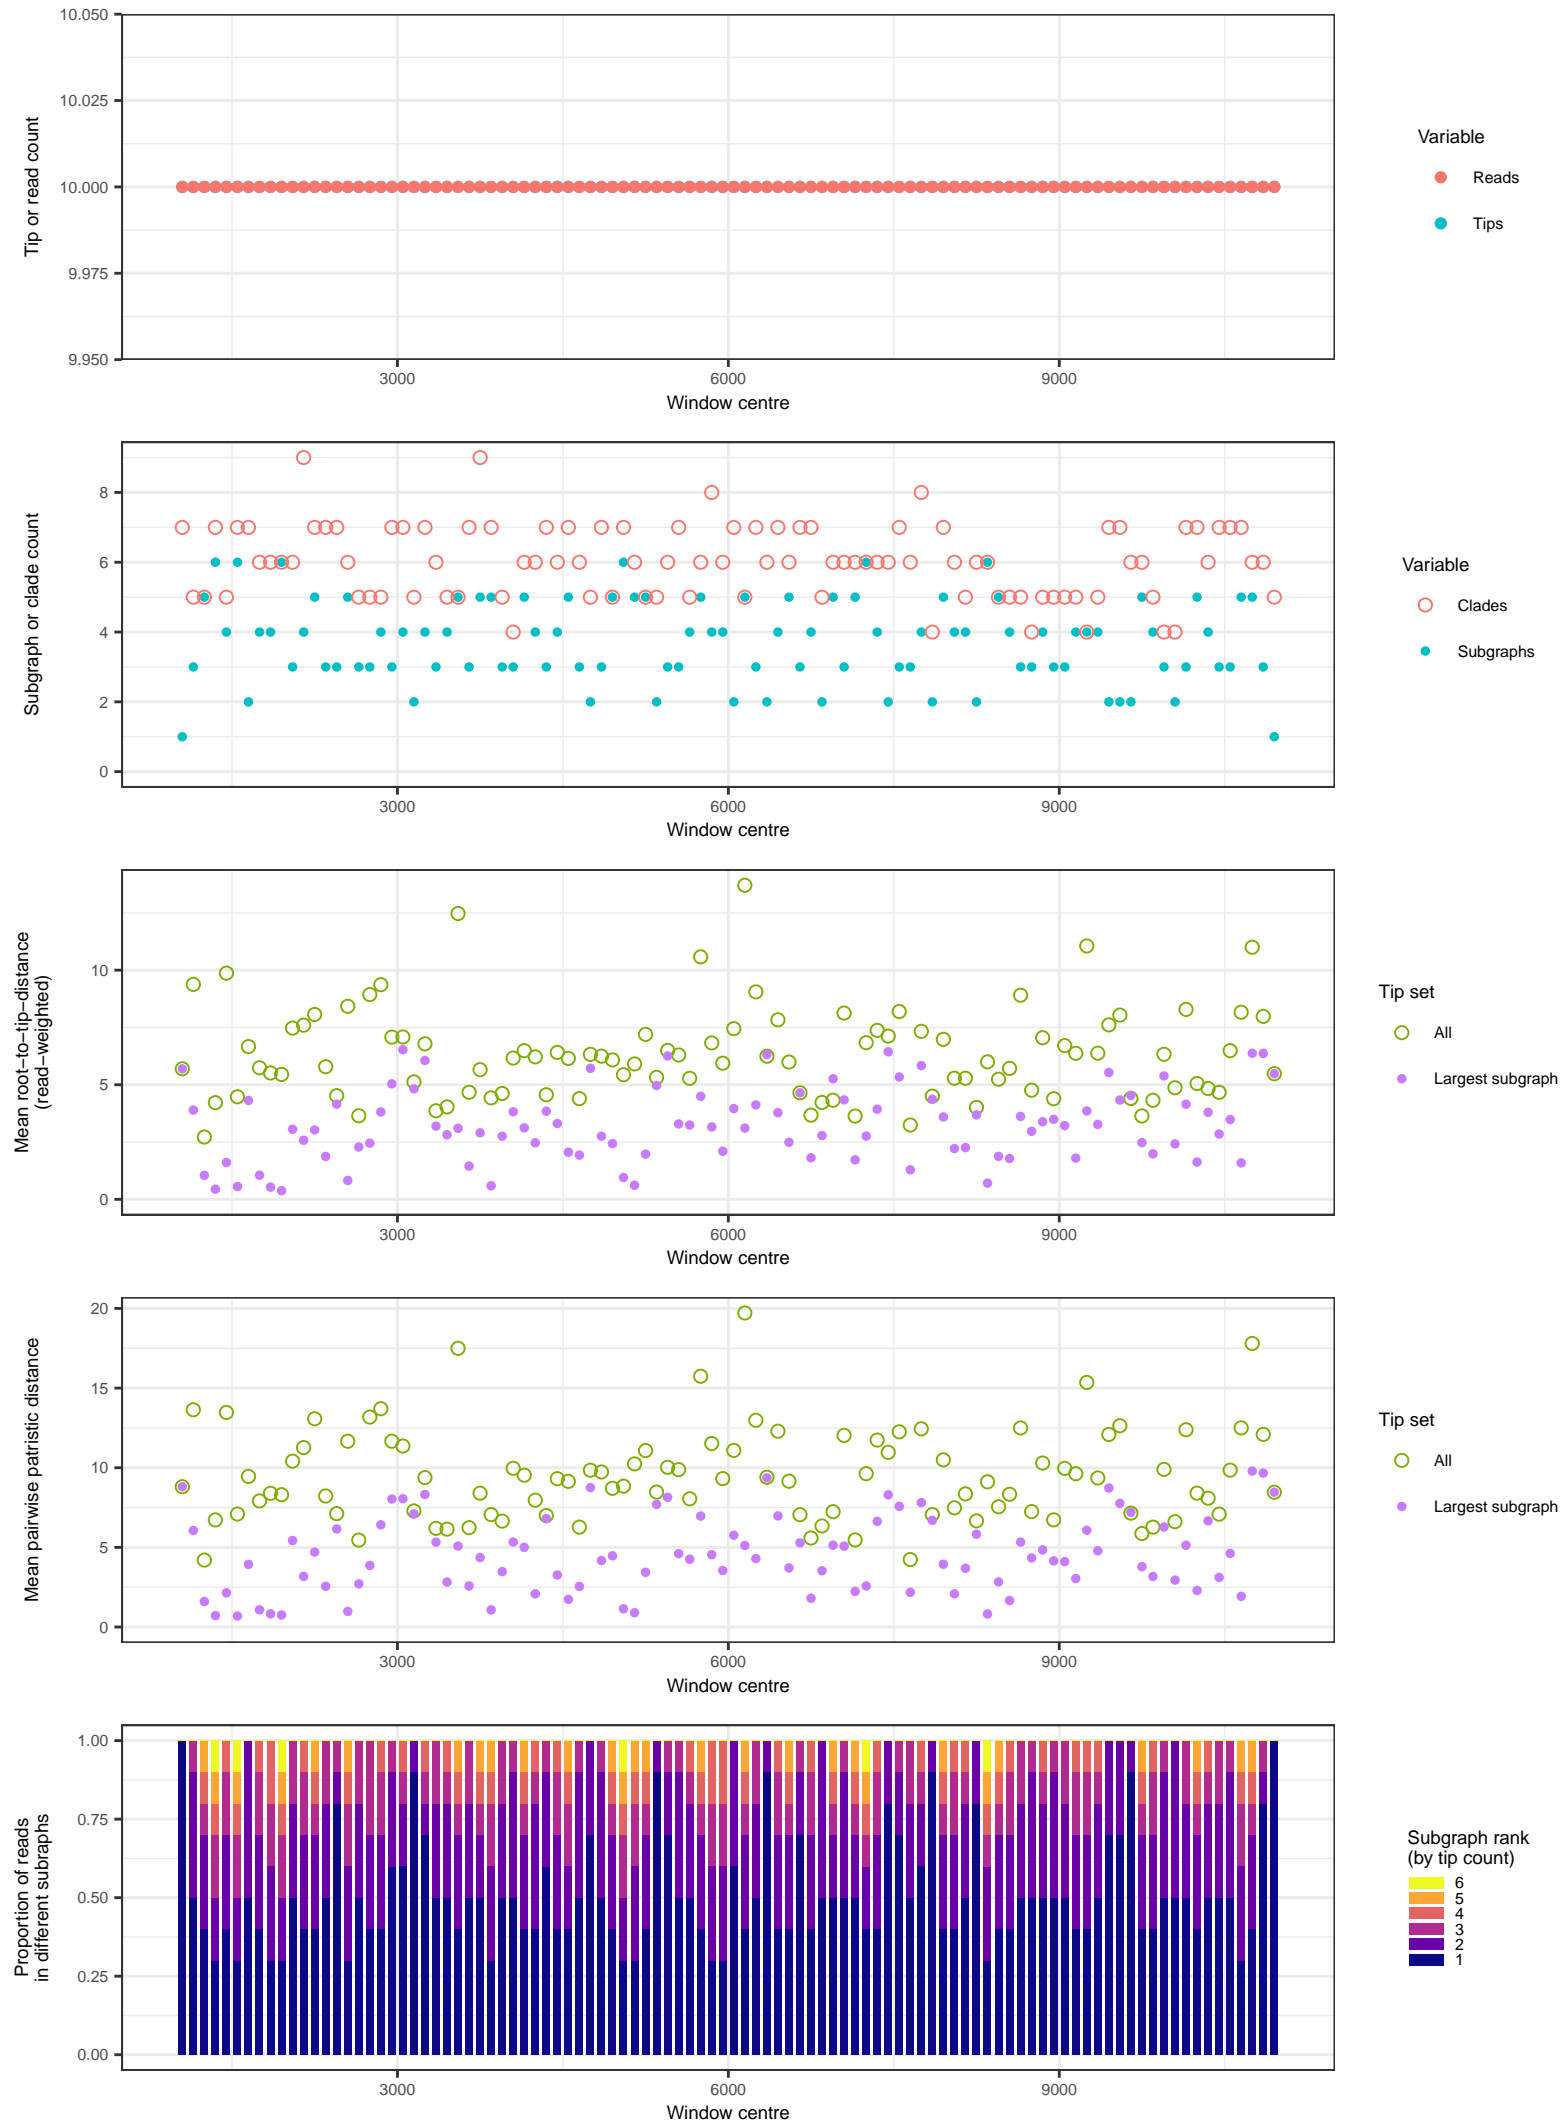 10.050
10.025
10.000
9.975
9.950
Tip or read count
3000 6000 9000
Window centre
Variable
Reads
Tips
8
6
4
2
0
Subgraph or clade count
3000 6000 9000
Window centre
Variable
Clades
Subgraphs
10
5
0
Mean root−to−tip−distance
(read−weighted)
3000 6000 9000
Window centre
Tip set
All
Largest subgraph
20
15
10
5
0
Mean pairwise patristic distance
3000 6000 9000
Window centre
Tip set
All
Largest subgraph
1.00
0.75
0.50
0.25
0.00
Proportion of reads
in different subraphs
3000 6000 9000
Window centre
Subgraph rank
(by tip count)
6
5
4
3
2
1